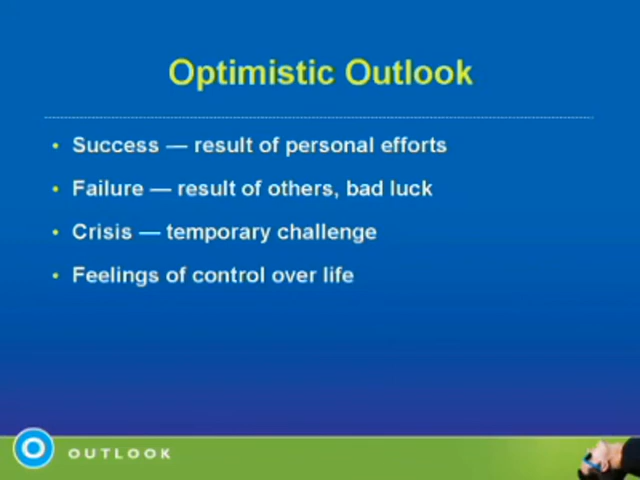 Optimistic Outlook
• Success — result of personal efforts
• Failure — result of others, bad luck
• Crisis — temporary challenge
• Feelings of control over life
O OUTLOOK